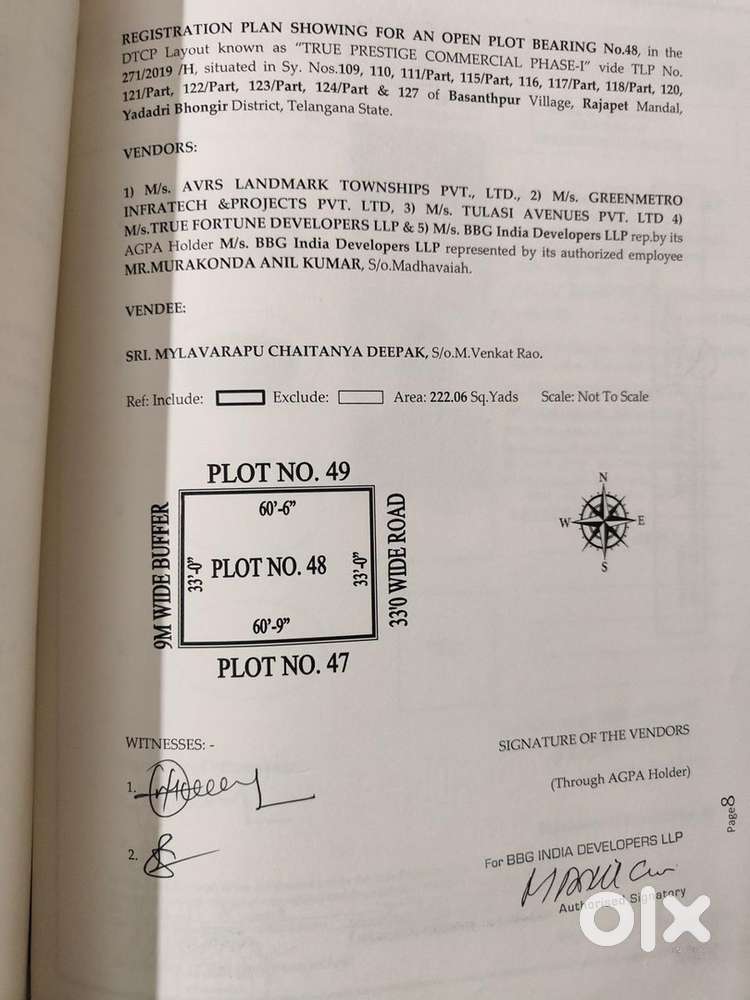 REGISTRATION PLAN SHOWING FOR AN OPEN PLOT BEARING No.48, in the
DTCP Layout known as "TRUE PRESTIGE COMMERCIAL PHASE-I" vide TLP No.
271/2019 /H, situated in Sy. Nos.109, 110, 111/Part, 115/Part, 116, 117/Part, 118/Part, 120,
121/Part, 122/Part, 123/Part, 124/Part & 127 of Basanthpur Village, Rajapet Mandal,
Yadadri Bhongir District, Telangana State.
VENDORS:
1) M/s. AVRS LANDMARK TOWNSHIPS PVT., LTD., 2) M/s. GREENMETRO
INFRATECH &PROJECTS PVT. LTD, 3) M/s. TULASI AVENUES PVT. LTD 4)
M/s.TRUE FORTUNE DEVELOPERS LLP & 5) M/s. BBG India Developers LLP rep.by its
AGPA Holder M/s. BBG India Developers LLP represented by its authorized employee
MR.MURAKONDA ANIL KUMAR, S/o.Madhavaiah.
VENDEE:
SRI. MYLAVARAPU CHAITANYA DEEPAK, S/o.M.Venkat Rao.
Ref: Include: Exclude: Area: 222.06 Sq.Yads Scale: Not To Scale
PLOT NO. 49
60'-6"
9M WIDE BUFFER
33'-0"
PLOT NO. 48
33'-0"
33'0 WIDE ROAD
60'-9"
PLOT NO. 47
N
W E
S
WITNESSES: -
SIGNATURE OF THE VENDORS
(Through AGPA Holder)
1.
2.
For BBG INDIA DEVELOPERS LLP
Authorised Signatory
Page8
olx